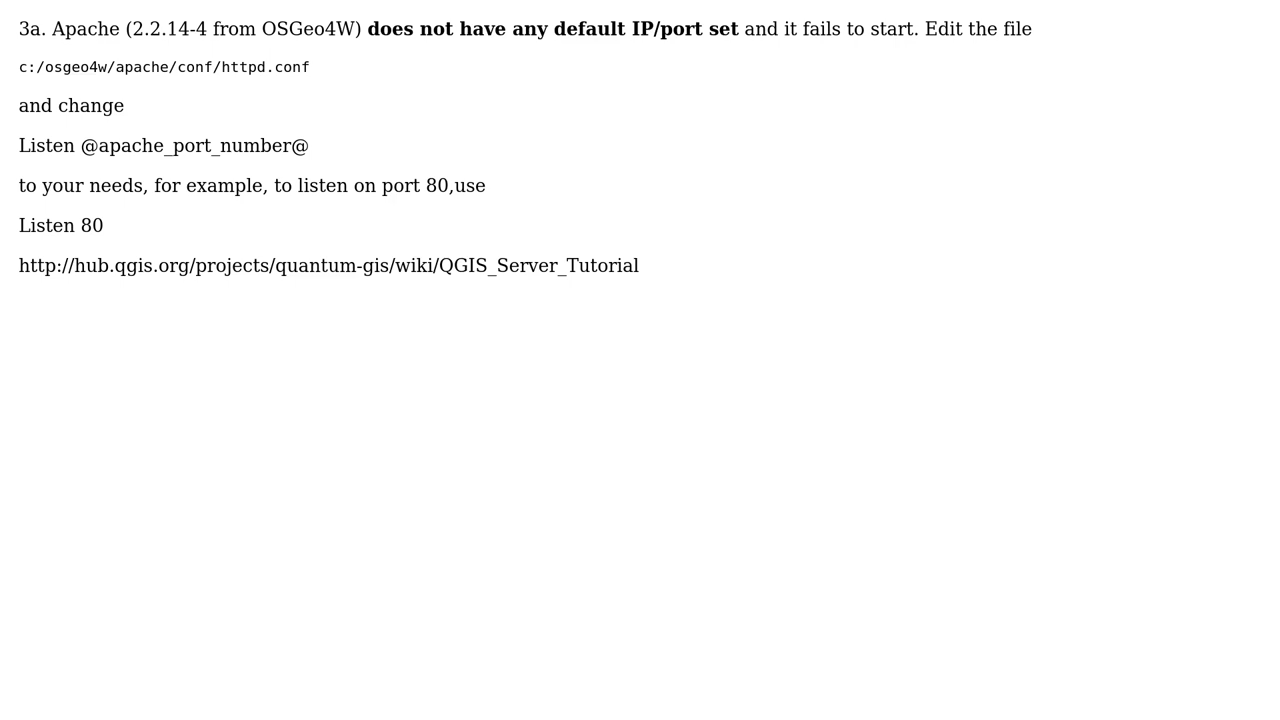 3a. Apache (2.2.14-4 from OSGeo4W) does not have any default IP/port set and it fails to start. Edit the file
c:/osgeo4w/apache/conf/httpd.conf
and change
Listen @apache_port_number@
to your needs, for example, to listen on port 80,use
Listen 80
http://hub.qgis.org/projects/quantum-gis/wiki/QGIS_Server_Tutorial